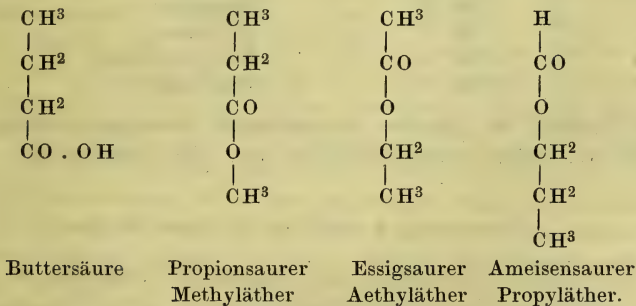 CH³ CH³ CH³ H
CH² CH² CO CO
CH² CO O O
CO . OH O CH² CH²
CH³ CH³ CH²
CH³
Buttersäure Propionsaurer Essigsaurer Ameisensaurer
Methyläther Aethyläther Propyläther.